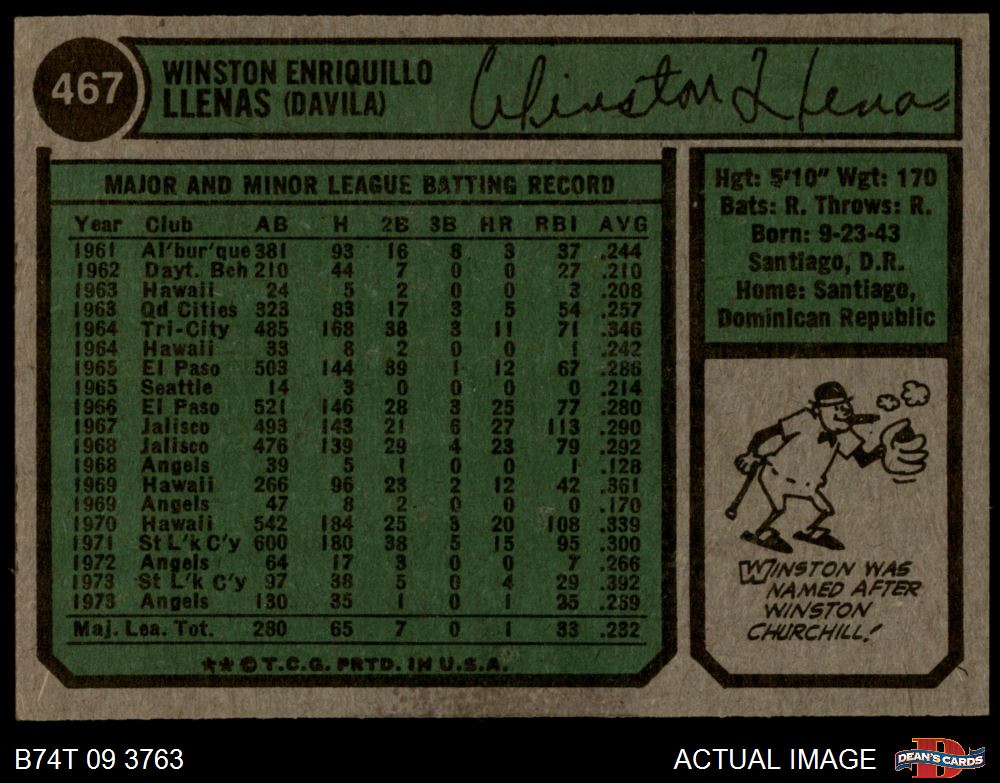 467
WINSTON ENRIQUILLO
LLENAS (DAVILA)
Winston Llenas
MAJOR AND MINOR LEAGUE BATTING RECORD
Year Club AB H 2B 3B HR RBI AVG
1961 Al'bur'que 381 93 16 8 3 37 .244
1962 Dayt. Bch 210 44 7 0 0 27 .210
1963 Hawaii 24 5 2 0 0 3 .208
1963 Qd Cities 323 83 17 3 5 54 .257
1964 Tri-City 485 168 38 3 11 71 .346
1964 Hawaii 33 8 2 0 0 1 .242
1965 El Paso 503 144 39 1 12 67 .286
1965 Seattle 14 3 0 0 0 0 .214
1966 El Paso 521 146 28 3 25 77 .280
1967 Jalisco 493 143 21 6 27 113 .290
1968 Jalisco 476 139 29 4 23 79 .292
1968 Angels 39 5 1 0 0 1 .128
1969 Hawaii 266 96 23 2 12 42 .361
1969 Angels 47 8 2 0 0 0 .170
1970 Hawaii 542 184 25 3 20 108 .339
1971 St L'k C'y 600 180 38 5 15 95 .300
1972 Angels 64 17 3 0 0 7 .266
1973 St L'k C'y 97 38 5 0 4 29 .392
1973 Angels 130 35 1 0 1 25 .269
Maj. Lea. Tot. 280 65 7 0 1 33 .232
★★ © T.C.G. PRTD. IN U.S.A.
Hgt: 5'10" Wgt: 170
Bats: R. Throws: R.
Born: 9-23-43
Santiago, D.R.
Home: Santiago,
Dominican Republic
WINSTON WAS
NAMED AFTER
WINSTON
CHURCHILL!
B74T 09 3763
ACTUAL IMAGE
DEAN'S CARDS